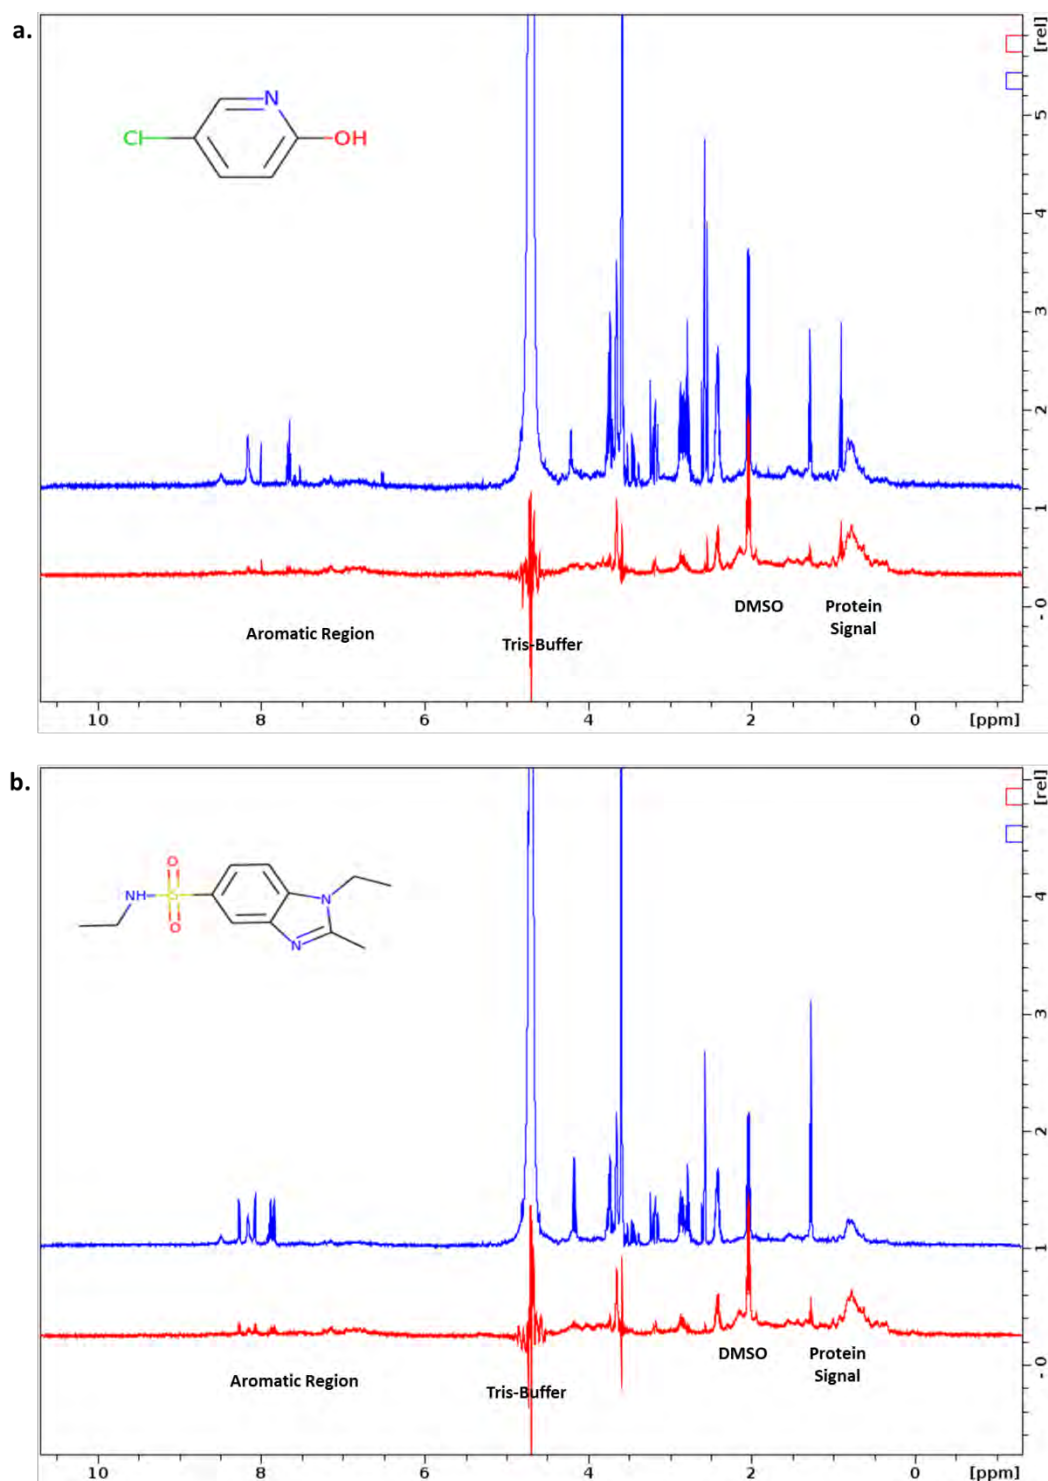 a.
[rel]
5
4
3
2
1
- 0
Cl
N
OH
DMSO
Protein
Signal
Aromatic Region
Tris-Buffer
10
8
6
4
2
0
[ppm]
b.
[rel]
4
3
2
1
- 0
O
NH
S
O
N
N
DMSO
Protein
Signal
Aromatic Region
Tris-Buffer
10
8
6
4
2
0
[ppm]